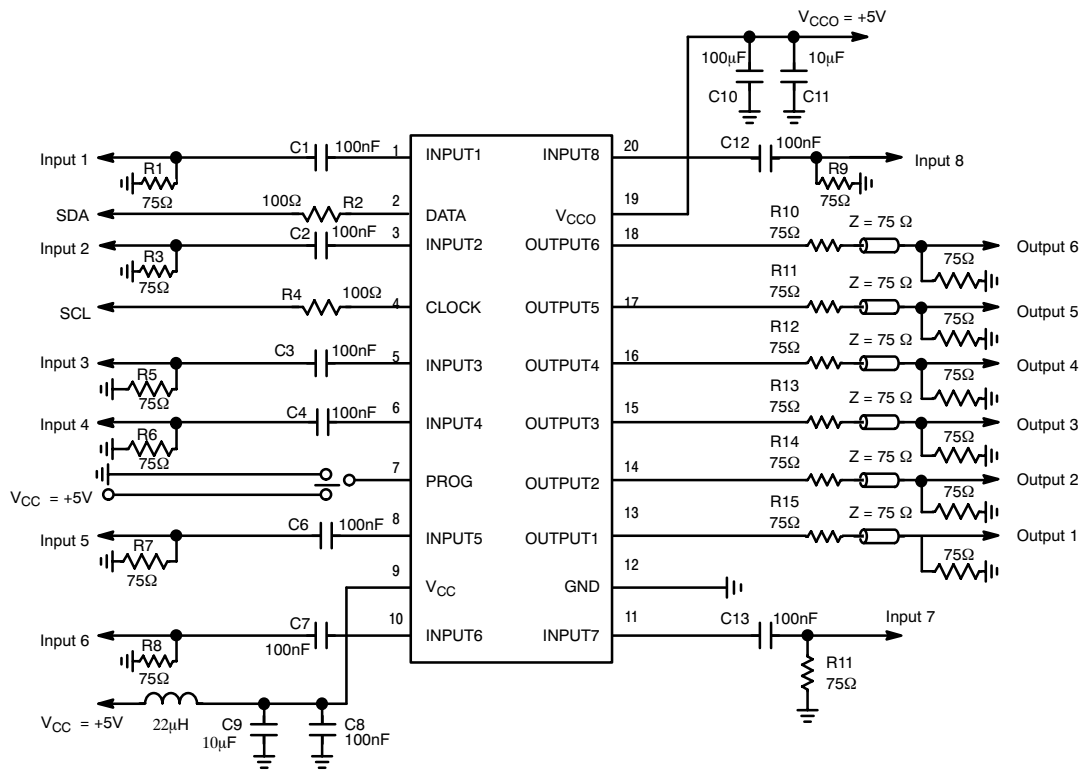 V_CCO = +5V
100μF
10μF
C10
C11
Input 1
R1
75Ω
C1
100nF
1
INPUT1
INPUT8
20
C12
100nF
R9
75Ω
Input 8
SDA
100Ω
R2
2
DATA
V_CCO
19
Input 2
R3
75Ω
C2
100nF
3
INPUT2
OUTPUT6
18
R10
75Ω
Z = 75 Ω
75Ω
Output 6
SCL
R4
100Ω
4
CLOCK
OUTPUT5
17
R11
75Ω
Z = 75 Ω
75Ω
Output 5
Input 3
R5
75Ω
C3
100nF
5
INPUT3
OUTPUT4
16
R12
75Ω
Z = 75 Ω
75Ω
Output 4
Input 4
R6
75Ω
C4
100nF
6
INPUT4
OUTPUT3
15
R13
75Ω
Z = 75 Ω
75Ω
Output 3
V_CC = +5V
7
PROG
OUTPUT2
14
R14
75Ω
Z = 75 Ω
75Ω
Output 2
Input 5
R7
75Ω
C6
100nF
8
INPUT5
OUTPUT1
13
R15
75Ω
Z = 75 Ω
75Ω
Output 1
9
V_CC
GND
12
Input 6
R8
75Ω
C7
100nF
10
INPUT6
INPUT7
11
C13
100nF
Input 7
R11
75Ω
V_CC = +5V
22μH
C9
10μF
C8
100nF